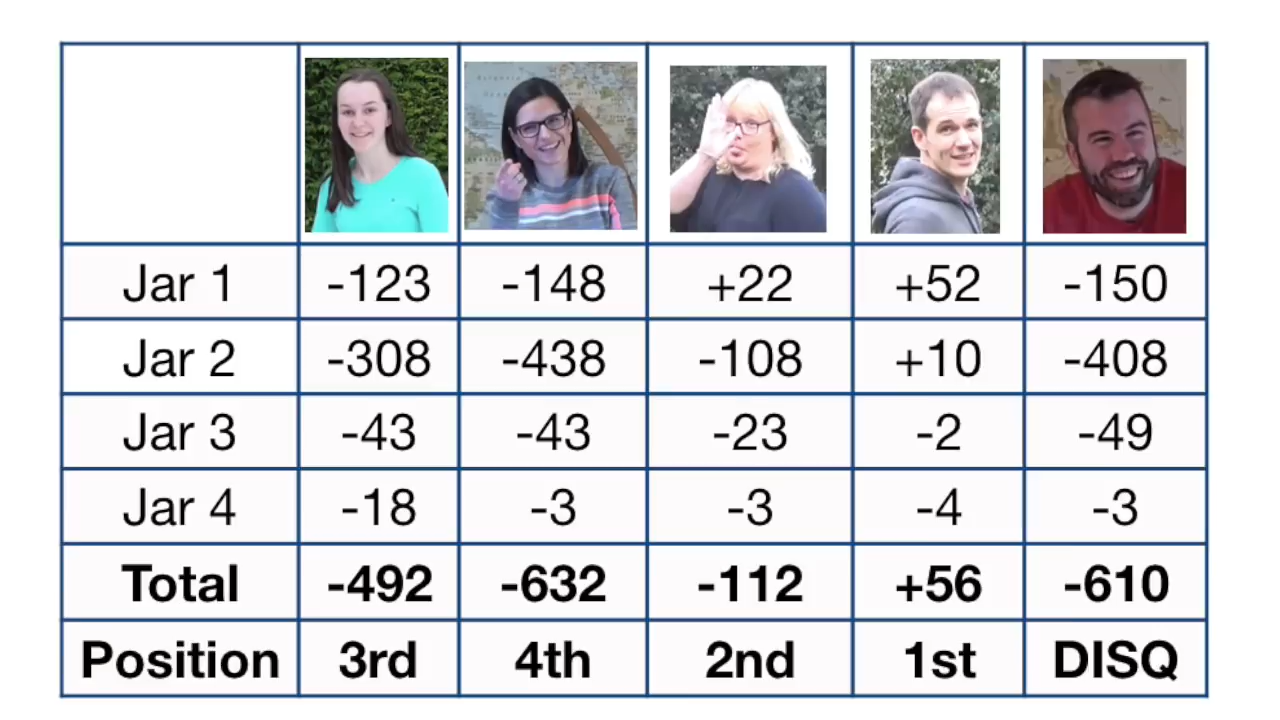 Jar 1 -123 -148 +22 +52 -150
Jar 2 -308 -438 -108 +10 -408
Jar 3 -43 -43 -23 -2 -49
Jar 4 -18 -3 -3 -4 -3
Total -492 -632 -112 +56 -610
Position 3rd 4th 2nd 1st DISQ